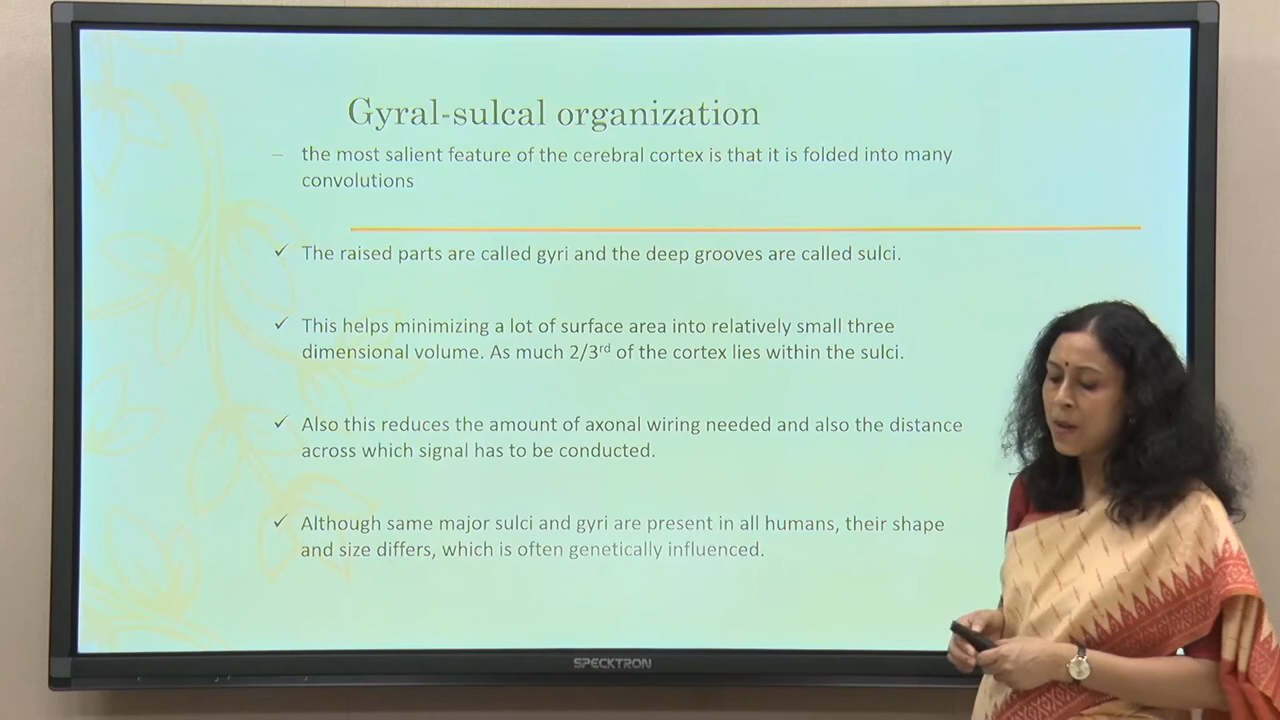 Gyral-sulcal organization
– the most salient feature of the cerebral cortex is that it is folded into many
convolutions
✓ The raised parts are called gyri and the deep grooves are called sulci.
✓ This helps minimizing a lot of surface area into relatively small three
dimensional volume. As much 2/3rd of the cortex lies within the sulci.
✓ Also this reduces the amount of axonal wiring needed and also the distance
across which signal has to be conducted.
✓ Although same major sulci and gyri are present in all humans, their shape
and size differs, which is often genetically influenced.
SPECKTRON